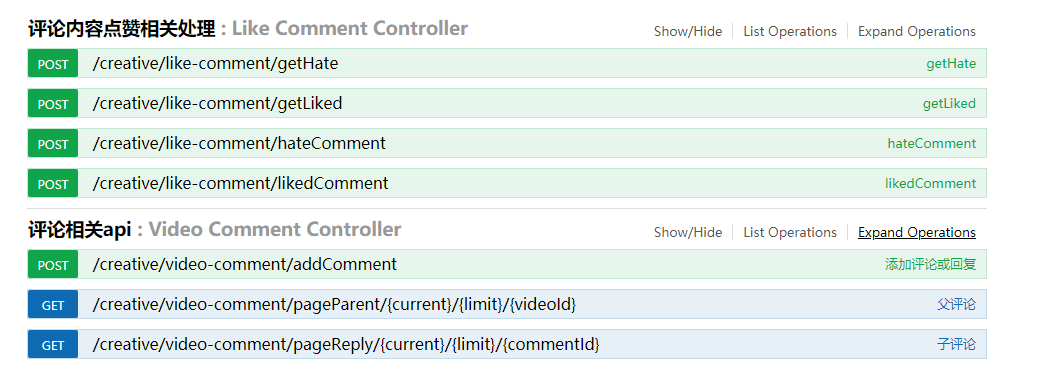 评论内容点赞相关处理 : Like Comment Controller Show/Hide List Operations Expand Operations
POST /creative/like-comment/getHate getHate
POST /creative/like-comment/getLiked getLiked
POST /creative/like-comment/hateComment hateComment
POST /creative/like-comment/likedComment likedComment
评论相关api : Video Comment Controller Show/Hide List Operations Expand Operations
POST /creative/video-comment/addComment 添加评论或回复
GET /creative/video-comment/pageParent/{current}/{limit}/{videoId} 父评论
GET /creative/video-comment/pageReply/{current}/{limit}/{commentId} 子评论